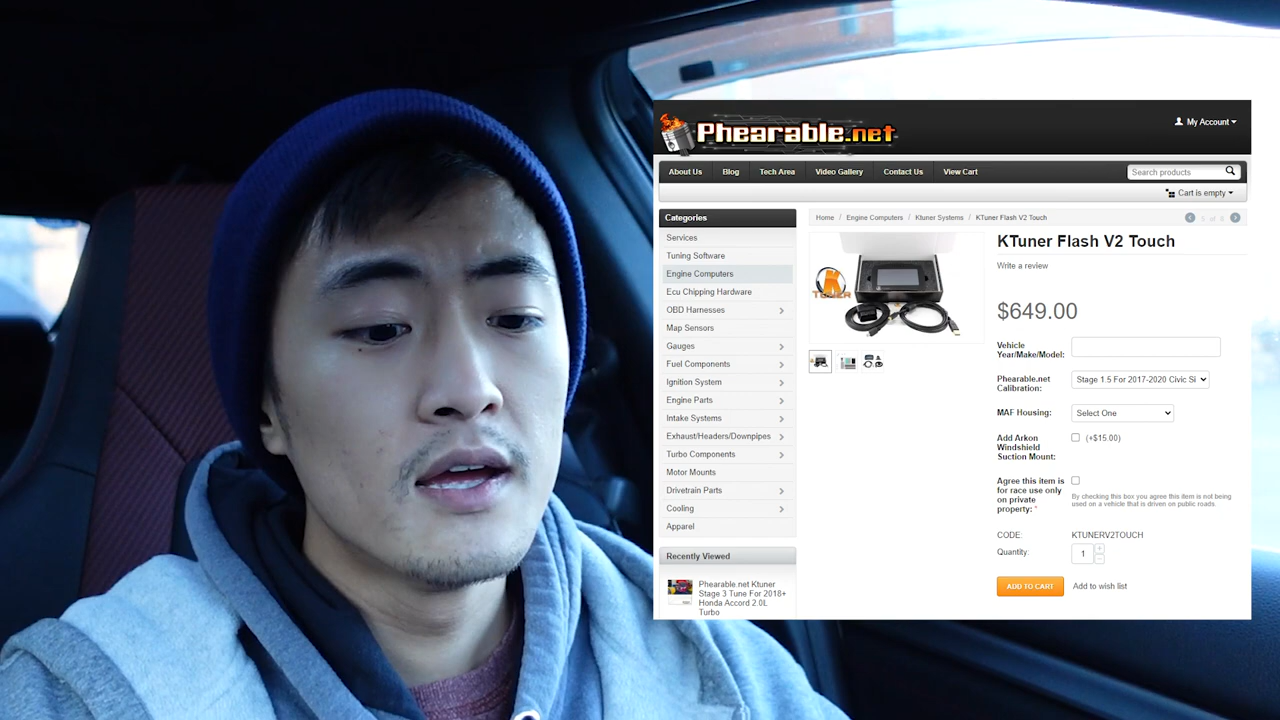 Phearable.net
My Account
About Us
Blog
Tech Area
Video Gallery
Contact Us
View Cart
Search products
Cart is empty
Categories
Services
Tuning Software
Engine Computers
Ecu Chipping Hardware
OBD Harnesses
Map Sensors
Gauges
Fuel Components
Ignition System
Engine Parts
Intake Systems
Exhaust/Headers/Downpipes
Turbo Components
Motor Mounts
Drivetrain Parts
Cooling
Apparel
Recently Viewed
Phearable.net Ktuner
Stage 3 Tune For 2018+
Honda Accord 2.0L
Turbo
Home / Engine Computers / Ktuner Systems / KTuner Flash V2 Touch
K
TUNER
KTuner Flash V2 Touch
Write a review
$649.00
Vehicle
Year/Make/Model:
Phearable.net
Calibration:
Stage 1.5 For 2017-2020 Civic Si
MAF Housing:
Select One
Add Arkon
Windshield
Suction Mount:
(+$15.00)
Agree this item is
for race use only
on private
property: *
By checking this box you agree this item is not being
used on a vehicle that is driven on public roads
CODE:
KTUNERV2TOUCH
Quantity:
1
ADD TO CART
Add to wish list